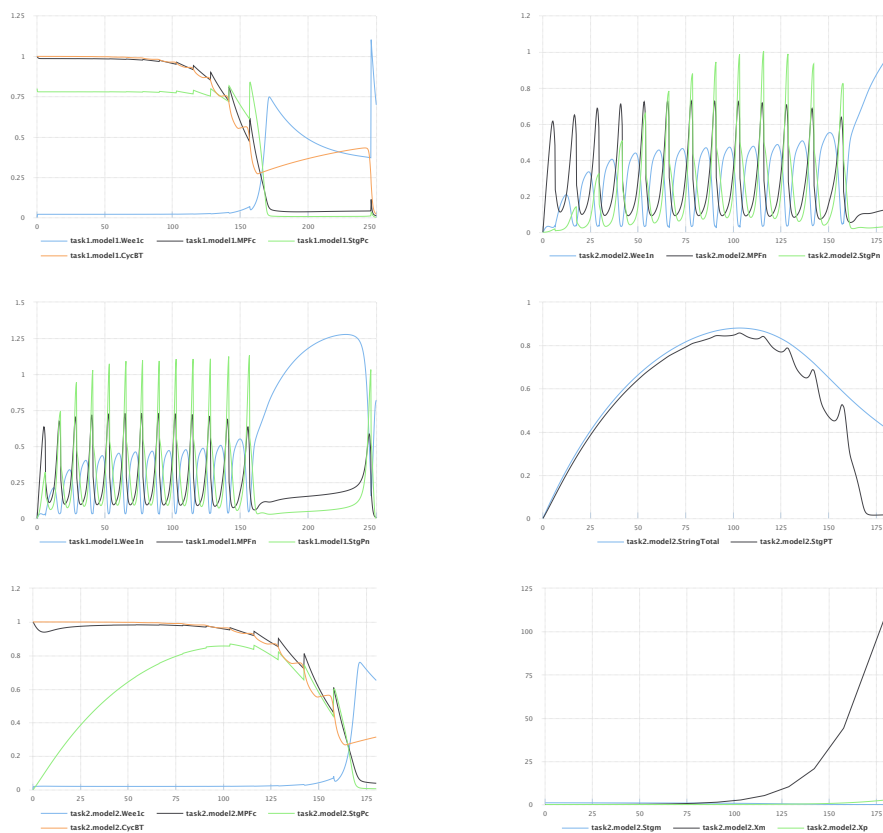 1.25
1
0.75
0.5
0.25
0
0 50 100 150 200 250
task1.model1.Wee1c task1.model1.MPFc task1.model1.StgPc
task1.model1.CycBT
1.2
1
0.8
0.6
0.4
0.2
0
0 25 50 75 100 125 150 175
task2.model2.Wee1n task2.model2.MPFn task2.model2.StgPn
1.5
1.25
1
0.75
0.5
0.25
0
0 50 100 150 200 250
task1.model1.Wee1n task1.model1.MPFn task1.model1.StgPn
1
0.8
0.6
0.4
0.2
0
0 25 50 75 100 125 150 175
task2.model2.StringTotal task2.model2.StgPT
1.2
1
0.8
0.6
0.4
0.2
0
0 25 50 75 100 125 150 175
task2.model2.Wee1c task2.model2.MPFc task2.model2.StgPc
task2.model2.CycBT
125
100
75
50
25
0
0 25 50 75 100 125 150 175
task2.model2.Stgm task2.model2.Xm task2.model2.Xp